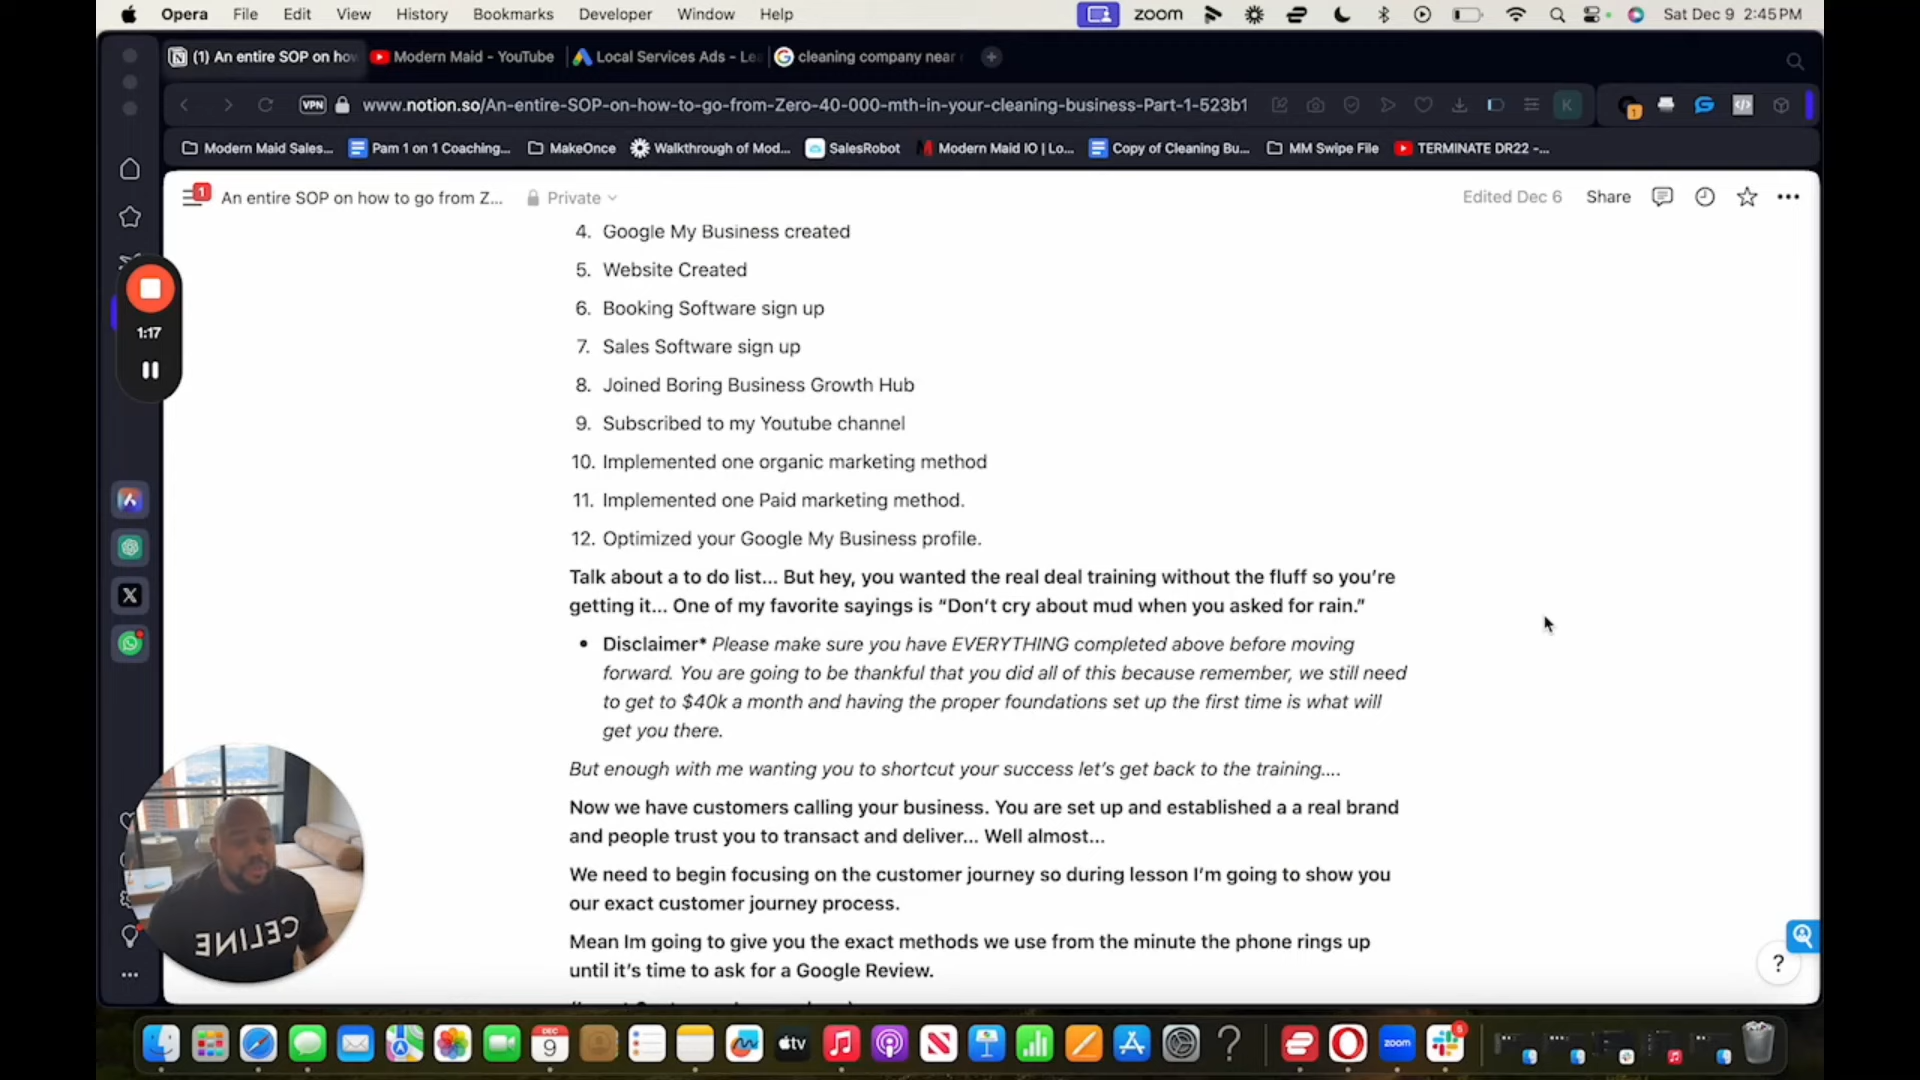 Opera File Edit View History Bookmarks Developer Window Help zoom Sat Dec 9 2:45 PM
(1) An entire SOP on how Modern Maid - YouTube Local Services Ads - Le cleaning company near
VPN www.notion.so/An-entire-SOP-on-how-to-go-from-Zero-40-000-mth-in-your-cleaning-business-Part-1-523b1 K 1
Modern Maid Sales... Pam 1 on 1 Coaching... MakeOnce Walkthrough of Mod... SalesRobot Modern Maid IO | Lo... Copy of Cleaning Bu... MM Swipe File TERMINATE DR22 -...
1 An entire SOP on how to go from Z... Private Edited Dec 6 Share
4. Google My Business created
5. Website Created
6. Booking Software sign up
1:17
7. Sales Software sign up
8. Joined Boring Business Growth Hub
9. Subscribed to my Youtube channel
10. Implemented one organic marketing method
11. Implemented one Paid marketing method.
12. Optimized your Google My Business profile.
Talk about a to do list... But hey, you wanted the real deal training without the fluff so you're
getting it... One of my favorite sayings is “Don't cry about mud when you asked for rain.”
• Disclaimer* Please make sure you have EVERYTHING completed above before moving
forward. You are going to be thankful that you did all of this because remember, we still need
to get to $40k a month and having the proper foundations set up the first time is what will
get you there.
But enough with me wanting you to shortcut your success let's get back to the training....
Now we have customers calling your business. You are set up and established a a real brand
and people trust you to transact and deliver... Well almost...
We need to begin focusing on the customer journey so during lesson I'm going to show you
our exact customer journey process.
CELINE
Mean Im going to give you the exact methods we use from the minute the phone rings up
until it's time to ask for a Google Review.
?
DEC 9 tv zoom 5